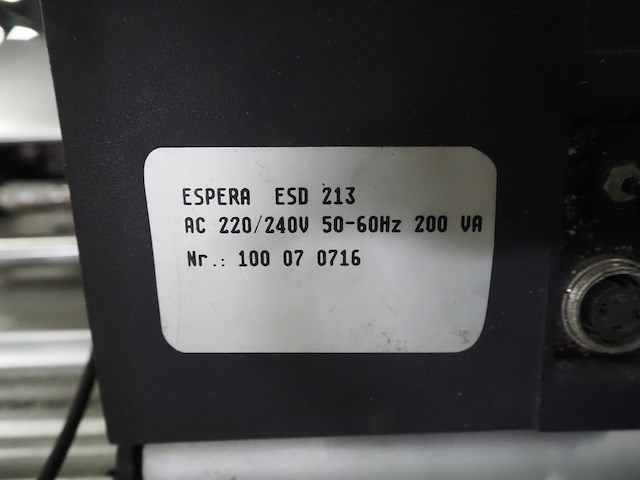 ESPERA ESD 213
AC 220/240V 50-60Hz 200 VA
Nr.: 100 07 0716